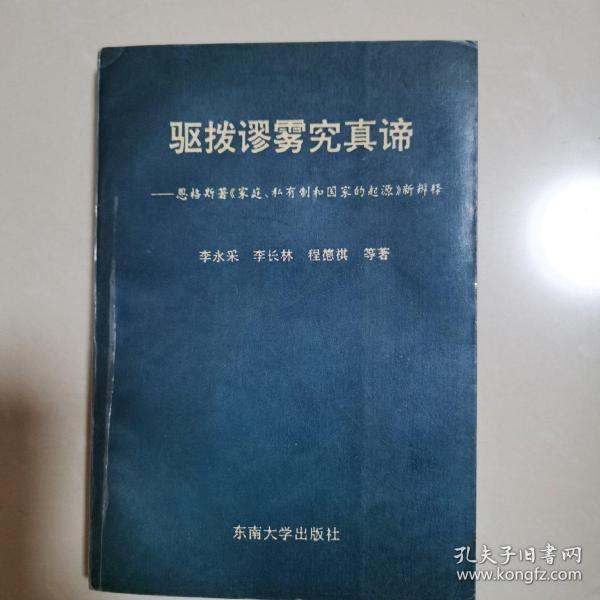 驱拨谬雾究真谛
——恩格斯著《家庭、私有制和国家的起源》新辩释
李永采 李长林 程德祺 等著
东南大学出版社
孔夫子旧书网
www.kongfz.com